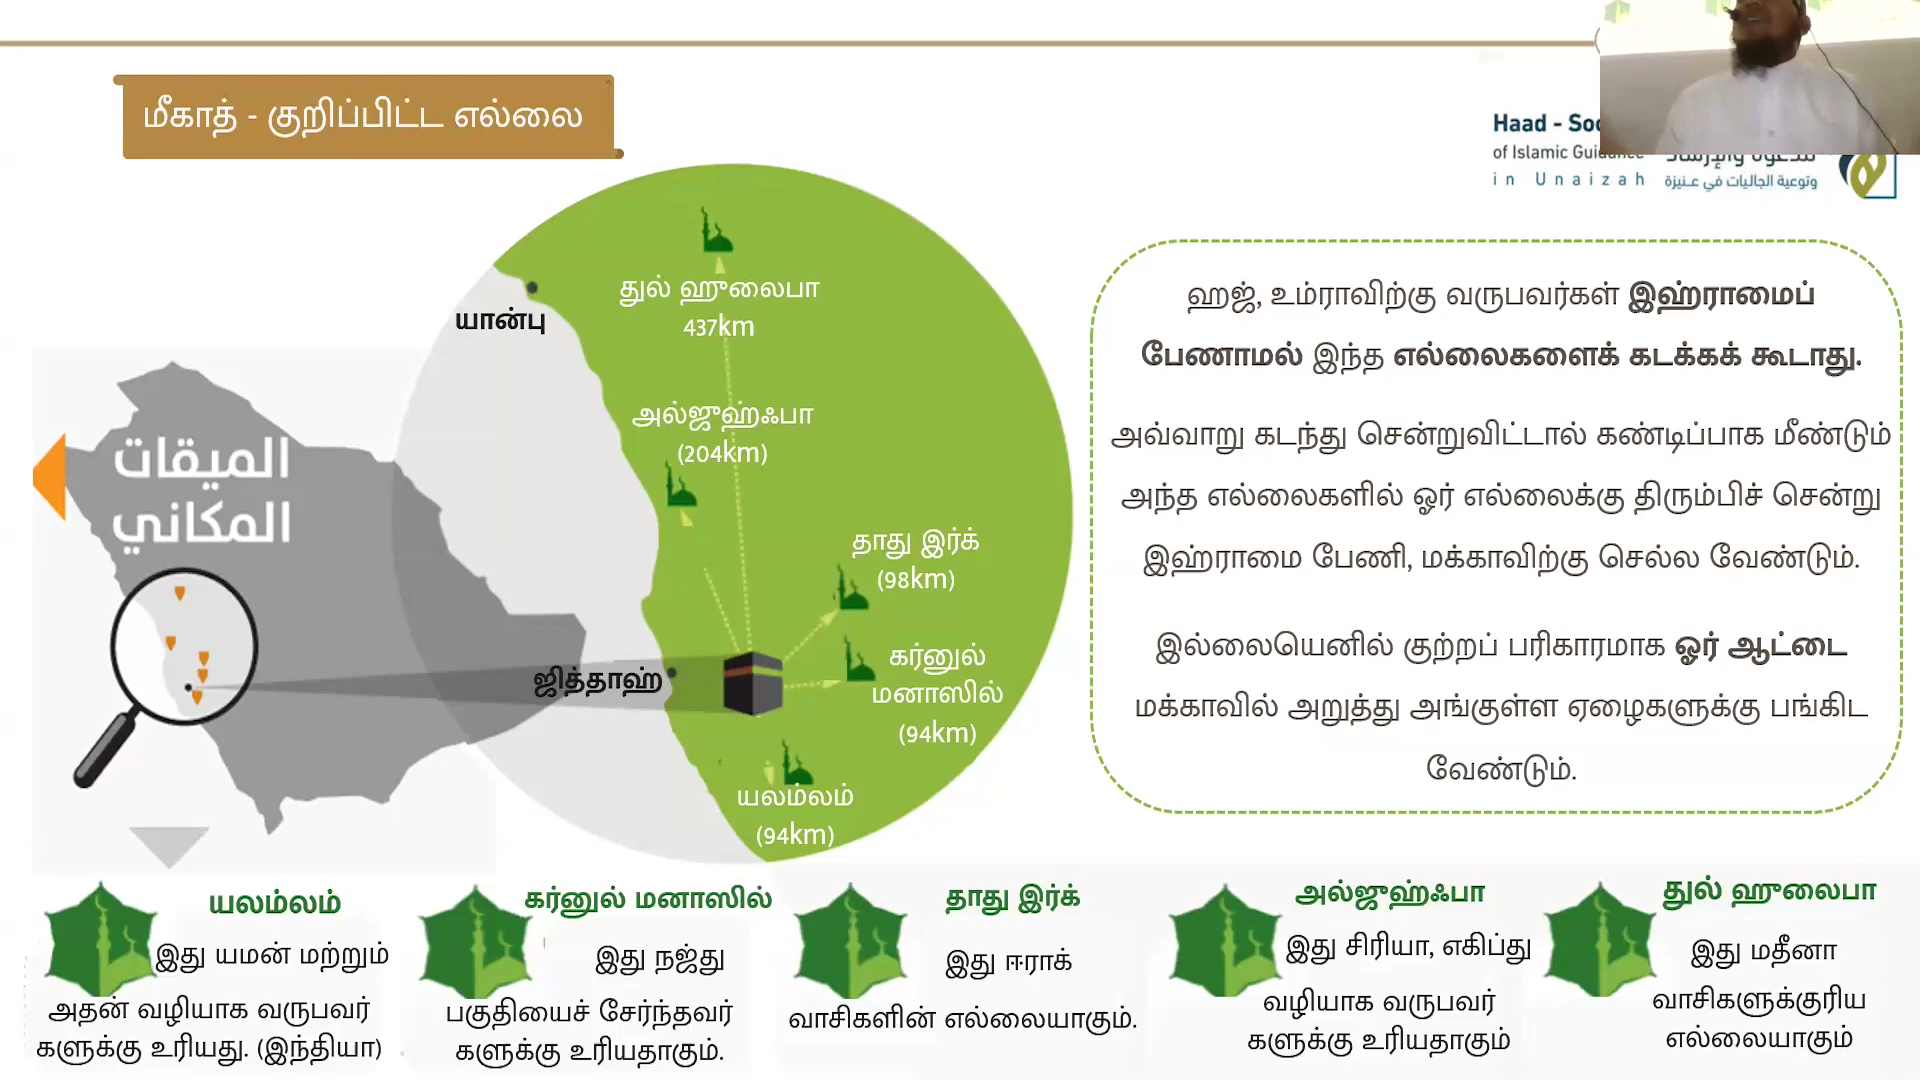 மீகாத் - குறிப்பிட்ட எல்லை
Haad - Soc
of Islamic Guidance
in Unaizah
وتوعية الجاليات في عنيزة
துல் ஹுலைபா
437km
யான்பு
அல்ஜுஹ்ஃபா
(204km)
الميقات
المكاني
தாது இர்க்
(98km)
கர்னுல்
மனாஸில்
(94km)
ஜித்தாஹ்
யலம்லம்
(94km)
ஹஜ், உம்ராவிற்கு வருபவர்கள் இஹ்ராமைப்
பேணாமல் இந்த எல்லைகளைக் கடக்கக் கூடாது.
அவ்வாறு கடந்து சென்றுவிட்டால் கண்டிப்பாக மீண்டும்
அந்த எல்லைகளில் ஓர் எல்லைக்கு திரும்பிச் சென்று
இஹ்ராமை பேணி, மக்காவிற்கு செல்ல வேண்டும்.
இல்லையெனில் குற்றப் பரிகாரமாக ஓர் ஆட்டை
மக்காவில் அறுத்து அங்குள்ள ஏழைகளுக்கு பங்கிட
வேண்டும்.
யலம்லம்
இது யமன் மற்றும்
அதன் வழியாக வருபவர்
களுக்கு உரியது. (இந்தியா)
கர்னுல் மனாஸில்
இது நஜ்து
பகுதியைச் சேர்ந்தவர்
களுக்கு உரியதாகும்.
தாது இர்க்
இது ஈராக்
வாசிகளின் எல்லையாகும்.
அல்ஜுஹ்ஃபா
இது சிரியா, எகிப்து
வழியாக வருபவர்
களுக்கு உரியதாகும்
துல் ஹுலைபா
இது மதீனா
வாசிகளுக்குரிய
எல்லையாகும்